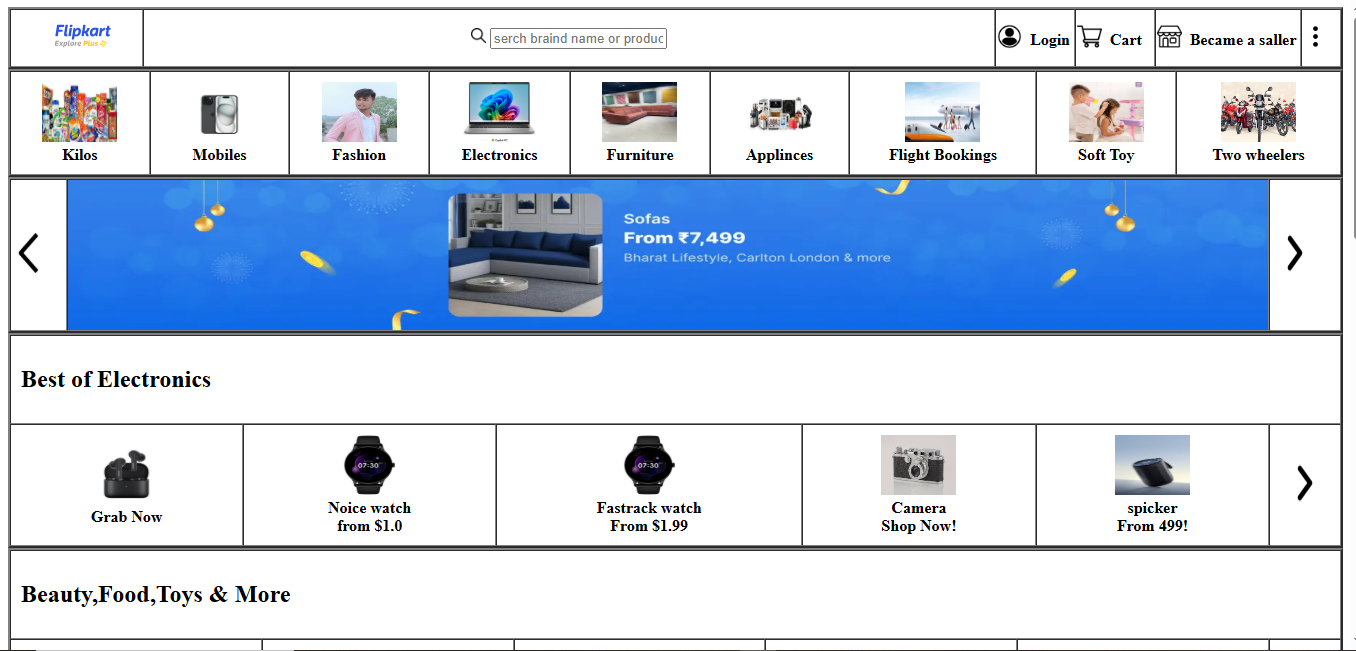 Flipkart
Explore Plus
serch braind name or produc
Login
Cart
Became a saller
Kilos
Mobiles
Fashion
Electronics
Furniture
Applinces
Flight Bookings
Soft Toy
Two wheelers
Sofas
From ₹7,499
Bharat Lifestyle, Carlton London & more
Best of Electronics
Grab Now
07:30
Noice watch
from $1.0
07:30
Fastrack watch
From $1.99
Camera
Shop Now!
spicker
From 499!
Beauty,Food,Toys & More